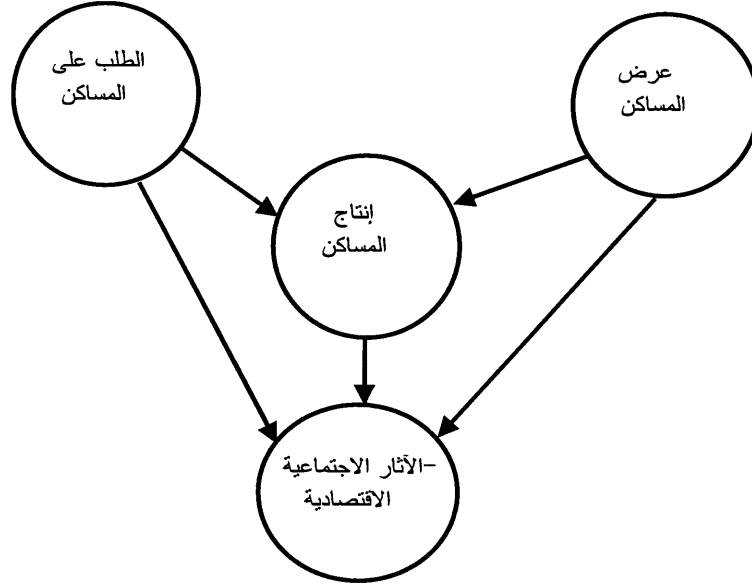 عرض
المساكن
الطلب على
المساكن
إنتاج
المساكن
الآثار الاجتماعية-
الاقتصادية